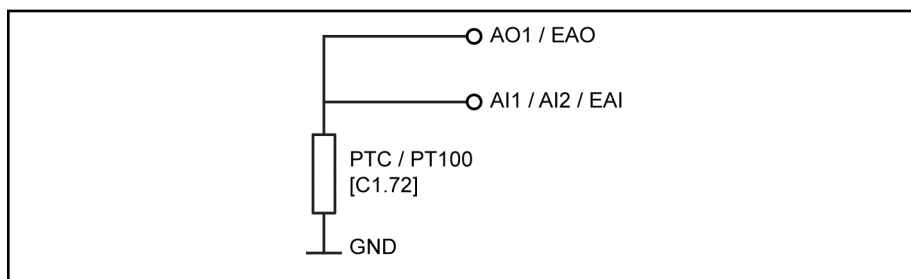 AO1 / EAO
AI1 / AI2 / EAI
PTC / PT100
[C1.72]
GND